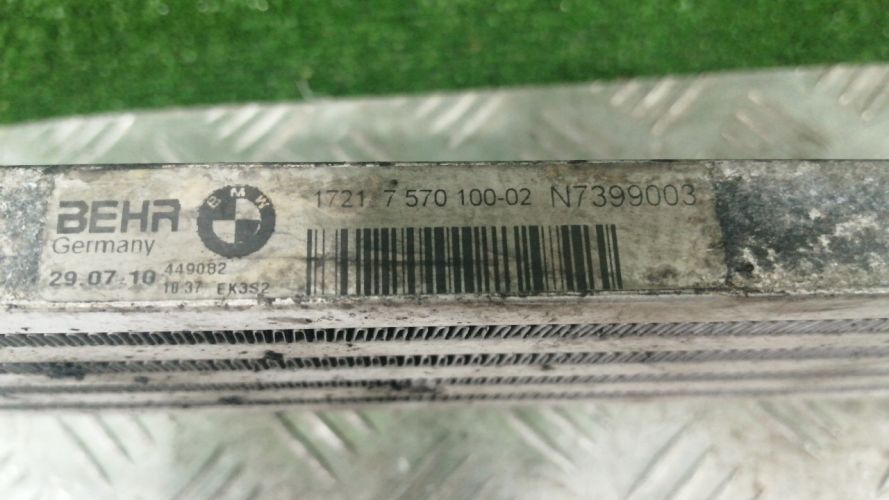 BEHR
Germany
29.07.10
449082
10:37 EK3S2
BMW
1721 7 570 100-02 N7399003